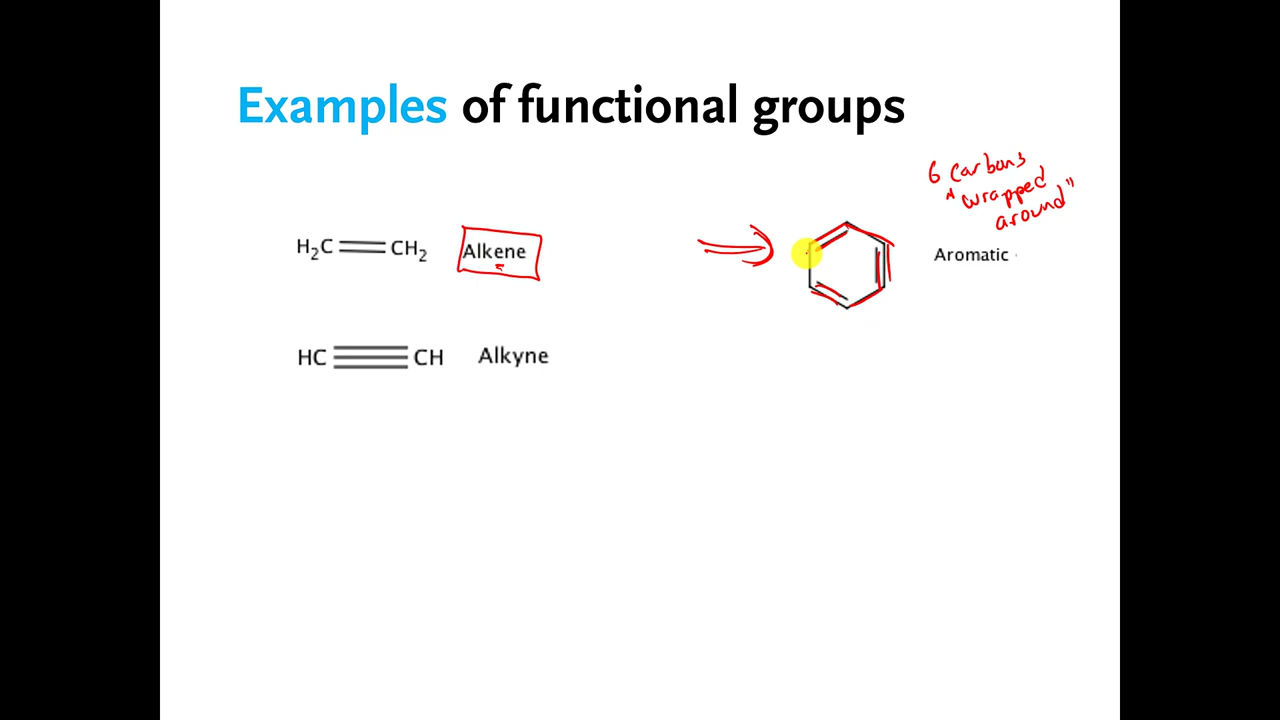 Examples of functional groups
6 carbons
"wrapped
around"
H₂C CH₂ Alkene
Aromatic
HC CH Alkyne